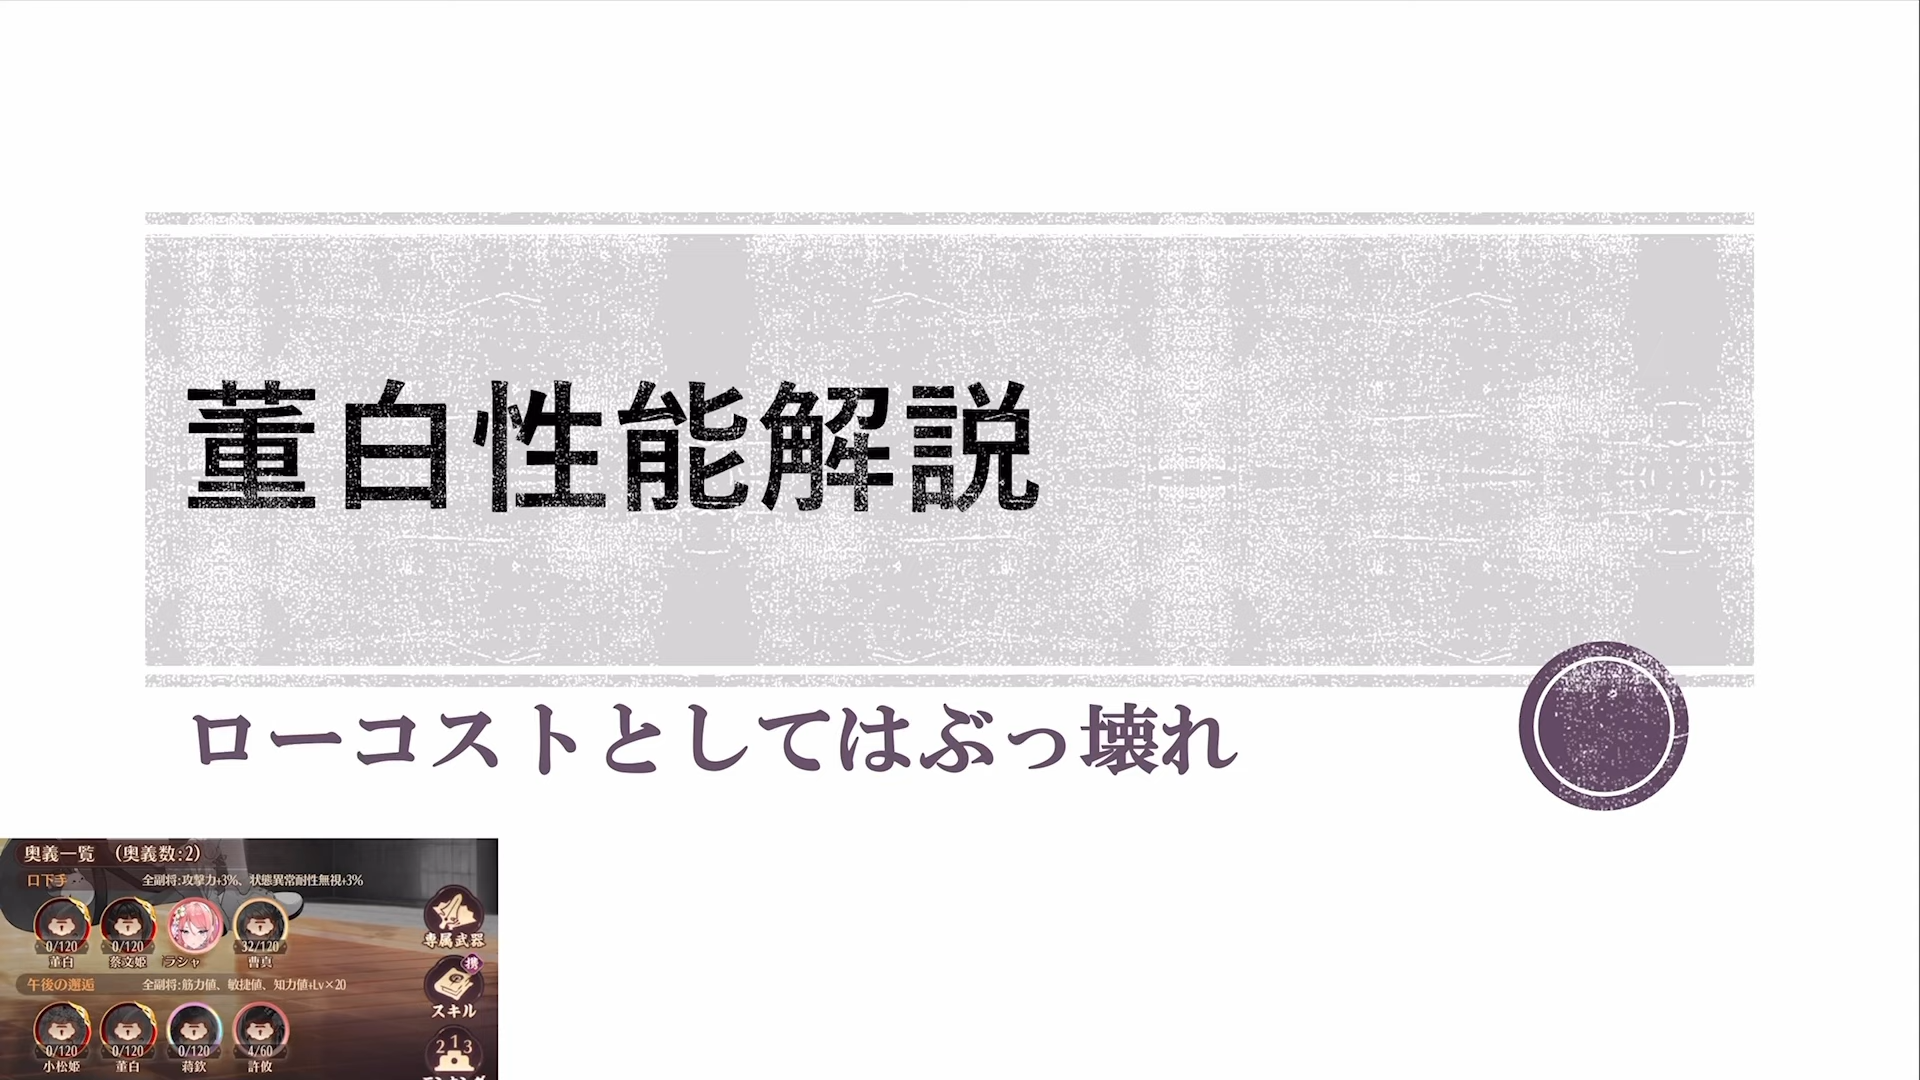 董白性能解説
ローコストとしてはぶっ壊れ
奥義一覧 (奥義数:2)
口下手 全副将:攻撃力+3%、状態異常耐性無視+3%
0/120 0/120 32/120
董白 蔡文姫 ラシャ 曹真
専属武器
午後の邂逅 全副将:筋力値、敏捷値、知力値+Lv×20
携
スキル
0/120 0/120 0/120 4/60
小松姫 董白 蒋欽 許攸
213